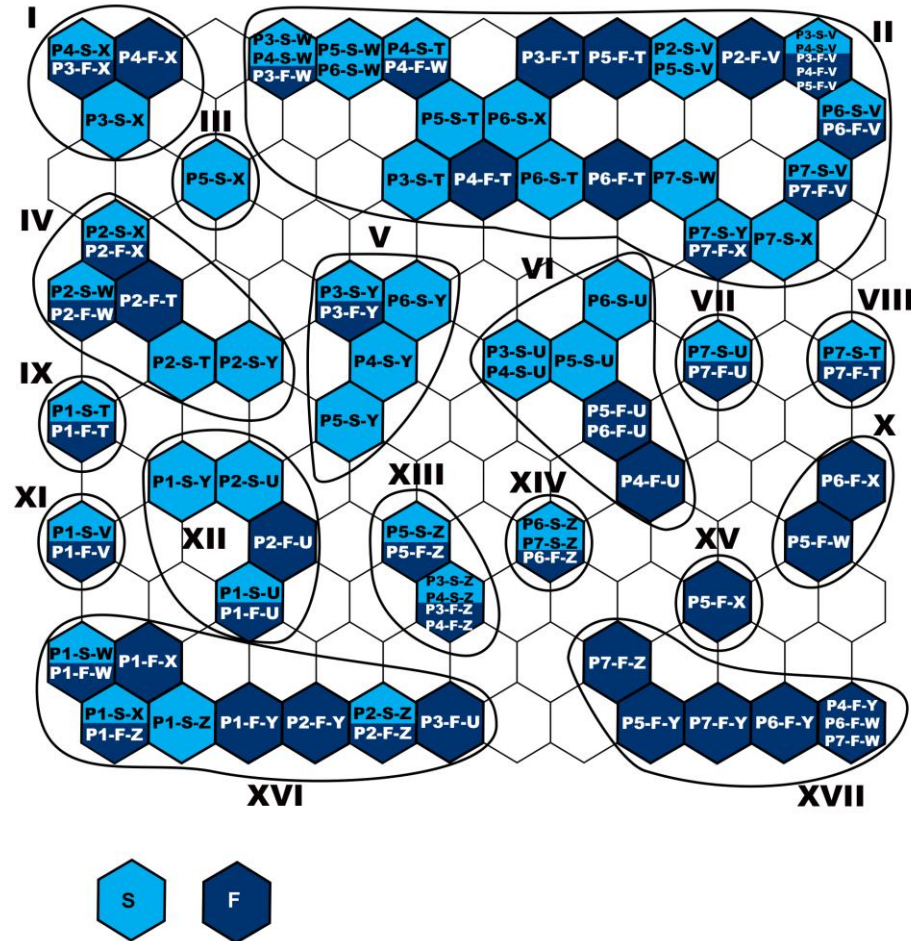 I
II
P4-S-X
P3-F-X
P4-F-X
P3-S-W
P4-S-W
P3-F-W
P5-S-W
P6-S-W
P4-S-T
P4-F-W
P3-F-T
P5-F-T
P2-S-V
P5-S-V
P2-F-V
P3-S-V
P4-S-V
P3-F-V
P4-F-V
P5-F-V
P3-S-X
III
P5-S-T
P6-S-X
P6-S-V
P6-F-V
P5-S-X
P3-S-T
P4-F-T
P6-S-T
P6-F-T
P7-S-W
P7-S-V
P7-F-V
IV
V
VI
VII
VIII
P2-S-X
P2-F-X
P7-S-Y
P7-F-X
P7-S-X
P2-S-W
P2-F-W
P2-F-T
P3-S-Y
P3-F-Y
P6-S-Y
P6-S-U
P2-S-T
P2-S-Y
P4-S-Y
P3-S-U
P4-S-U
P5-S-U
P7-S-U
P7-F-U
P7-S-T
P7-F-T
IX
X
P1-S-T
P1-F-T
P5-S-Y
P5-F-U
P6-F-U
P1-S-Y
P2-S-U
P4-F-U
P6-F-X
XI
XII
XIII
XIV
XV
P1-S-V
P1-F-V
P2-F-U
P5-S-Z
P5-F-Z
P6-S-Z
P7-S-Z
P6-F-Z
P5-F-W
P1-S-U
P1-F-U
P3-S-Z
P4-S-Z
P3-F-Z
P4-F-Z
P5-F-X
P1-S-W
P1-F-W
P1-F-X
P7-F-Z
P1-S-X
P1-F-Z
P1-S-Z
P1-F-Y
P2-F-Y
P2-S-Z
P2-F-Z
P3-F-U
P5-F-Y
P7-F-Y
P6-F-Y
P4-F-Y
P6-F-W
P7-F-W
XVI
XVII
S
F